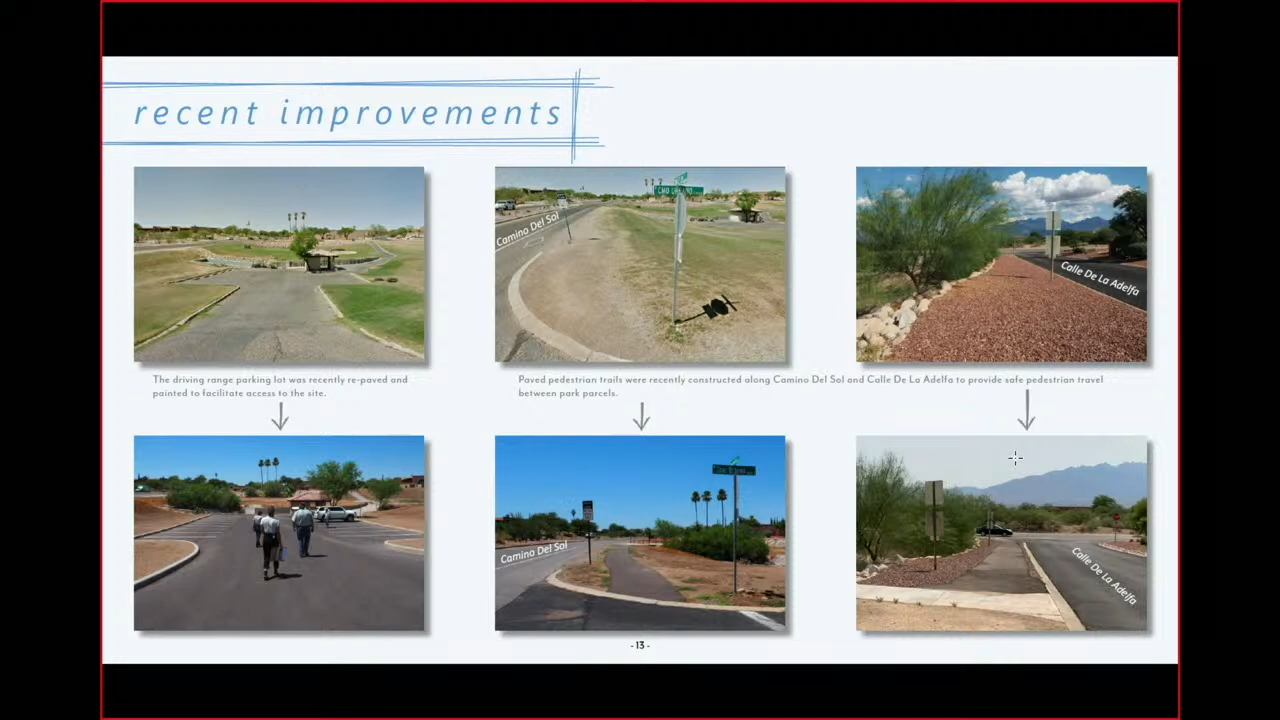 recent improvements
CMO URBANO
Camino Del Sol
Calle De La Adelfa
The driving range parking lot was recently re-paved and
painted to facilitate access to the site.
Paved pedestrian trails were recently constructed along Camino Del Sol and Calle De La Adelfa to provide safe pedestrian travel
between park parcels.
Camino Del Sol
Calle De La Adelfa
- 13 -